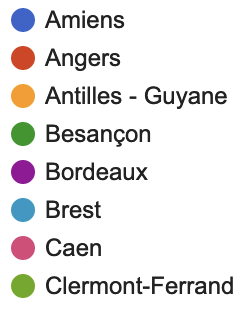 Amiens
Angers
Antilles - Guyane
Besançon
Bordeaux
Brest
Caen
Clermont-Ferrand